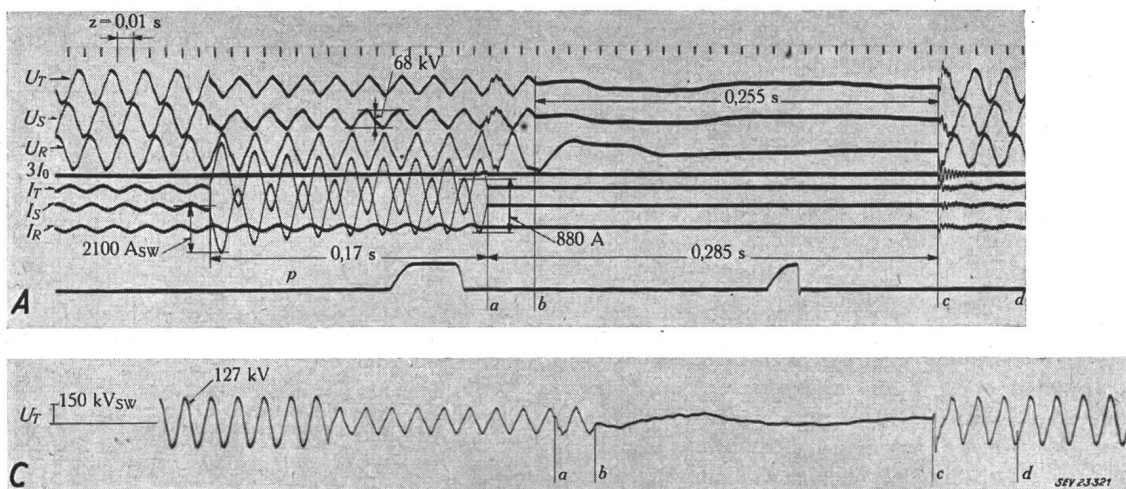 z = 0,01 s
U_T
68 kV
0,255 s
U_S
U_R
3I_0
I_T
I_S
I_R
2100 A_SW
880 A
0,17 s
0,285 s
p
A
a
b
c
d
127 kV
150 kV_SW
U_T
C
a
b
c
d
SEV 23321